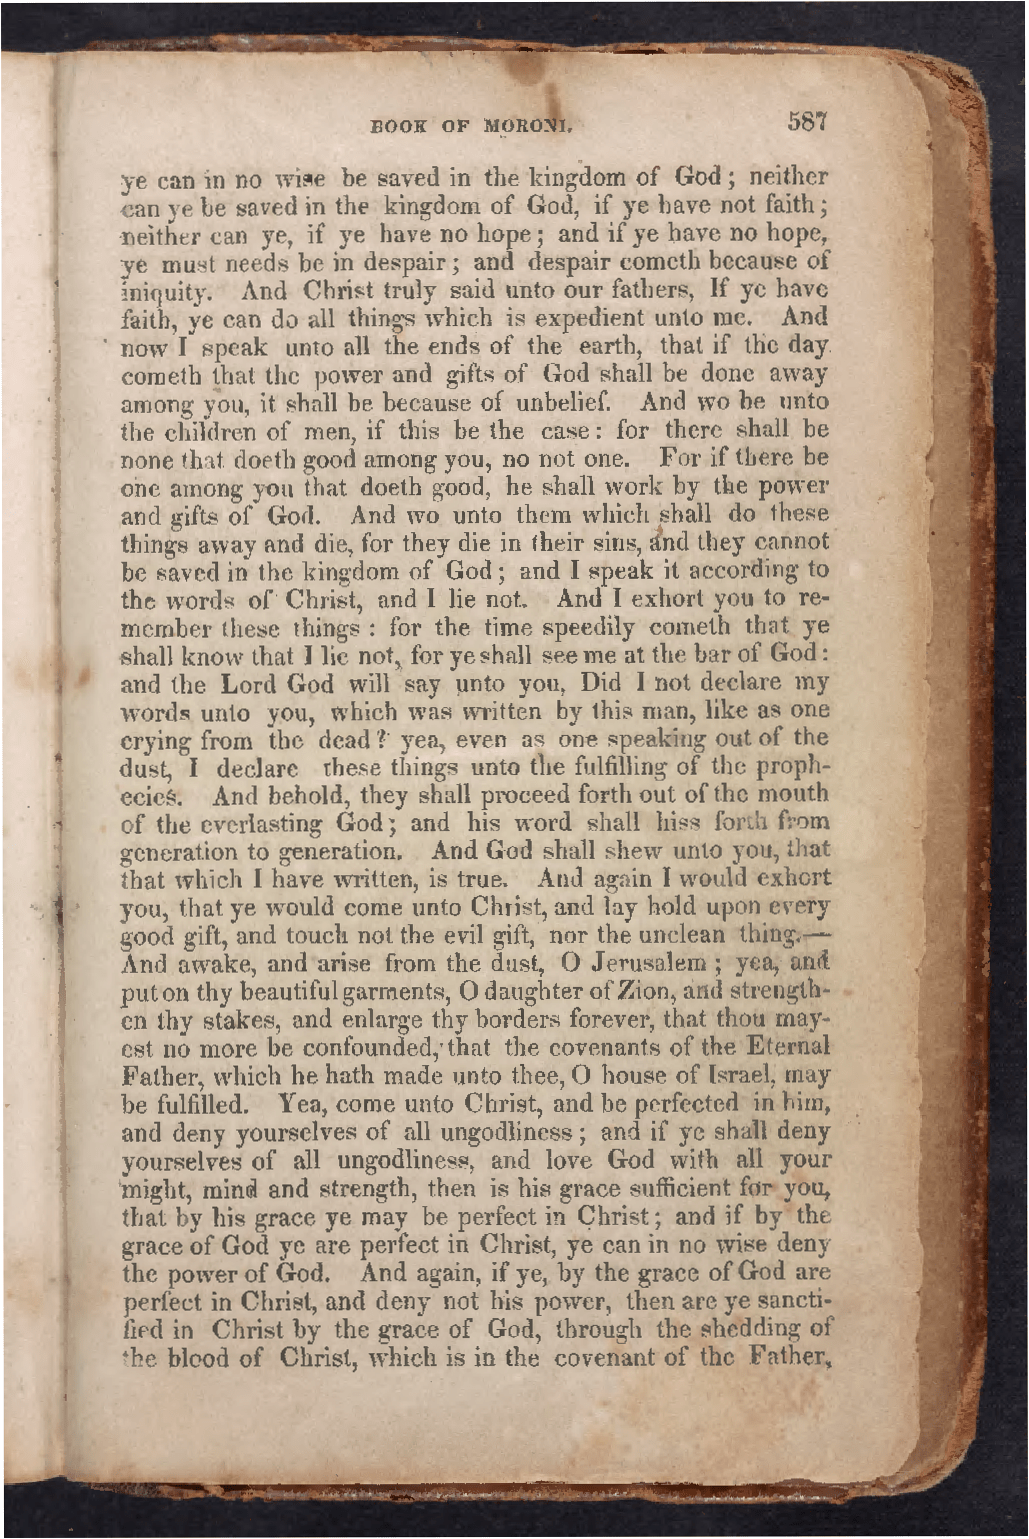 BOOK OF MORONI. 587
ye can in no wise be saved in the kingdom of God; neither
can ye be saved in the kingdom of God, if ye have not faith;
neither can ye, if ye have no hope; and if ye have no hope,
ye must needs be in despair; and despair cometh because of
iniquity. And Christ truly said unto our fathers, If ye have
faith, ye can do all things which is expedient unto me. And
now I speak unto all the ends of the earth, that if the day
cometh that the power and gifts of God shall be done away
among you, it shall be because of unbelief. And wo be unto
the children of men, if this be the case: for there shall be
none that doeth good among you, no not one. For if there be
one among you that doeth good, he shall work by the power
and gifts of God. And wo unto them which shall do these
things away and die, for they die in their sins, and they cannot
be saved in the kingdom of God; and I speak it according to
the words of Christ, and I lie not. And I exhort you to re-
member these things: for the time speedily cometh that ye
shall know that I lie not, for ye shall see me at the bar of God:
and the Lord God will say unto you, Did I not declare my
words unto you, which was written by this man, like as one
crying from the dead? yea, even as one speaking out of the
dust, I declare these things unto the fulfilling of the proph-
ecies. And behold, they shall proceed forth out of the mouth
of the everlasting God; and his word shall hiss forth from
generation to generation. And God shall shew unto you, that
that which I have written, is true. And again I would exhort
you, that ye would come unto Christ, and lay hold upon every
good gift, and touch not the evil gift, nor the unclean thing.—
And awake, and arise from the dust, O Jerusalem; yea, and
put on thy beautiful garments, O daughter of Zion, and strength-
en thy stakes, and enlarge thy borders forever, that thou may-
est no more be confounded, that the covenants of the Eternal
Father, which he hath made unto thee, O house of Israel, may
be fulfilled. Yea, come unto Christ, and be perfected in him,
and deny yourselves of all ungodliness; and if ye shall deny
yourselves of all ungodliness, and love God with all your
might, mind and strength, then is his grace sufficient for you,
that by his grace ye may be perfect in Christ; and if by the
grace of God ye are perfect in Christ, ye can in no wise deny
the power of God. And again, if ye, by the grace of God are
perfect in Christ, and deny not his power, then are ye sancti-
fied in Christ by the grace of God, through the shedding of
the blood of Christ, which is in the covenant of the Father,